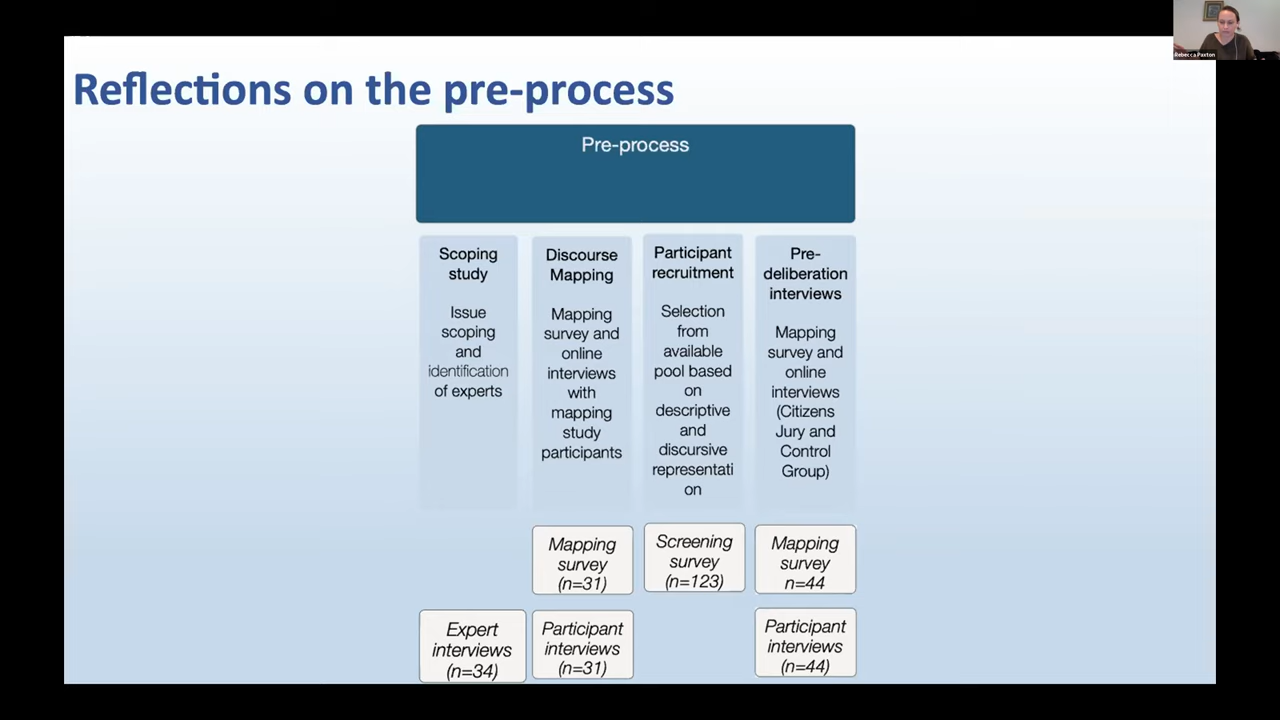 Rebecca Paxton
Reflections on the pre-process
Pre-process
Scoping
study
Issue
scoping
and
identification
of experts
Discourse
Mapping
Mapping
survey and
online
interviews
with
mapping
study
participants
Participant
recruitment
Selection
from
available
pool based
on
descriptive
and
discursive
representati
on
Pre-
deliberation
interviews
Mapping
survey and
online
interviews
(Citizens
Jury and
Control
Group)
Mapping
survey
(n=31)
Screening
survey
(n=123)
Mapping
survey
n=44
Expert
interviews
(n=34)
Participant
interviews
(n=31)
Participant
interviews
(n=44)